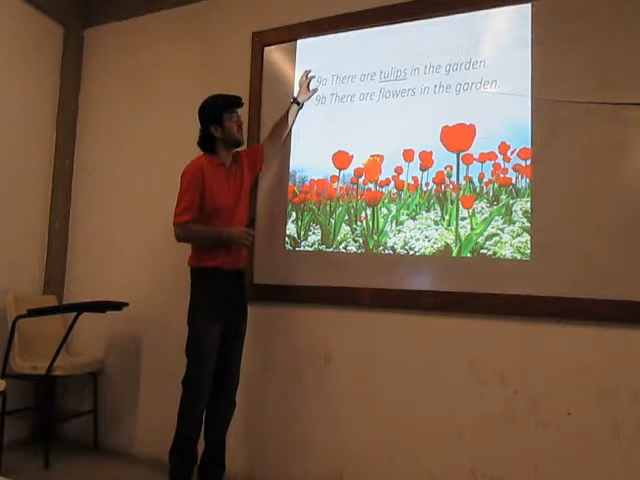 9a There are tulips in the garden.
9b There are flowers in the garden.